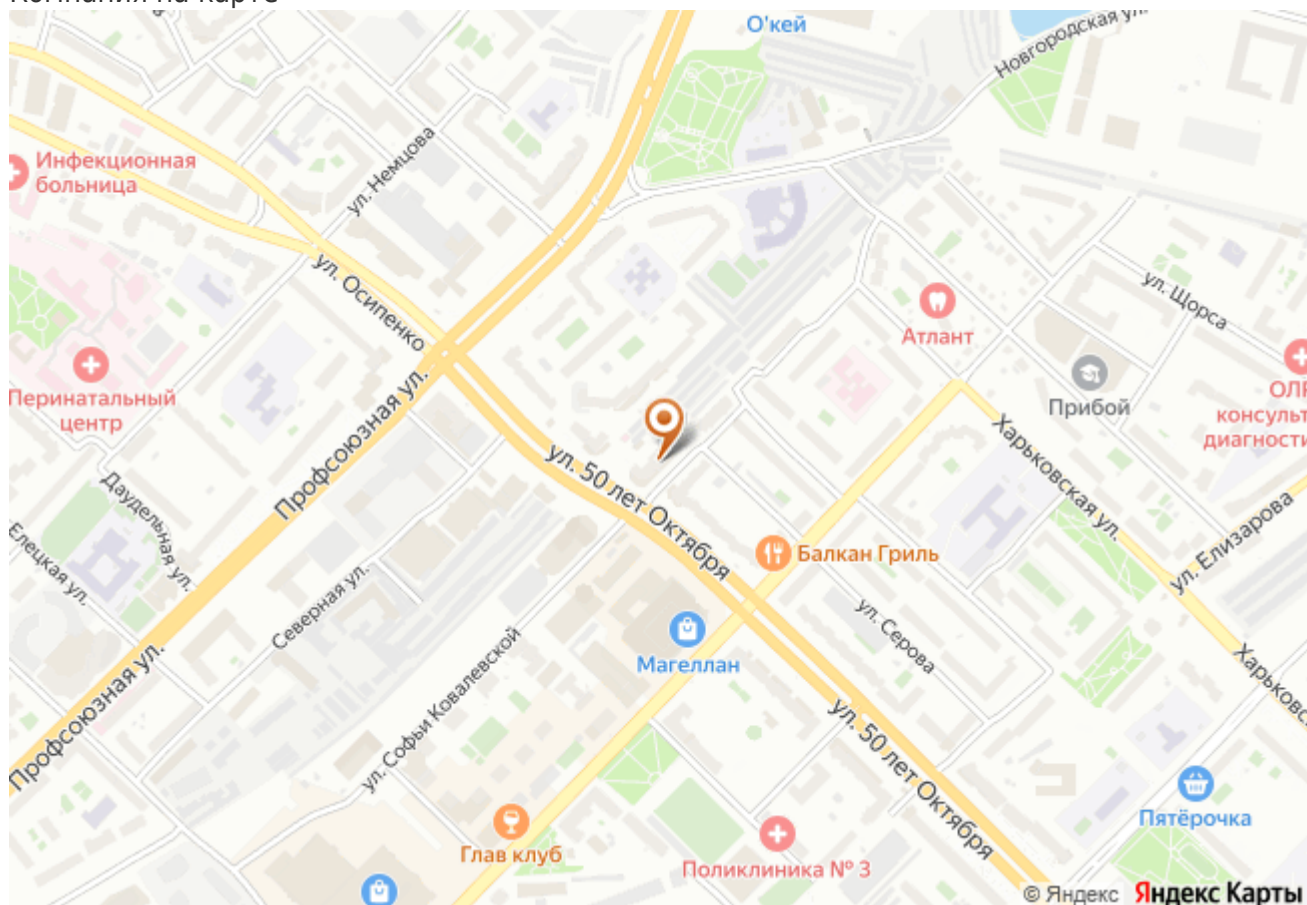 Компания на карте
О'кей
Новгородская ул.
Инфекционная
больница
ул. Немцова
ул. Осипенко
ул. Щорса
Атлант
Перинатальный
центр
Прибой
консульт
диагности
Профсоюзная ул.
Харьковская ул.
ул. 50 лет Октября
Даудельная ул.
Елецкая ул.
ул. Елизарова
Балкан Гриль
Северная ул.
ул. Серова
Магеллан
Харьковс
Профсоюзная ул.
ул. Софьи Ковалевской
ул. 50 лет Октября
Пятёрочка
Глав клуб
Поликлиника № 3
© Яндекс Яндекс Карты